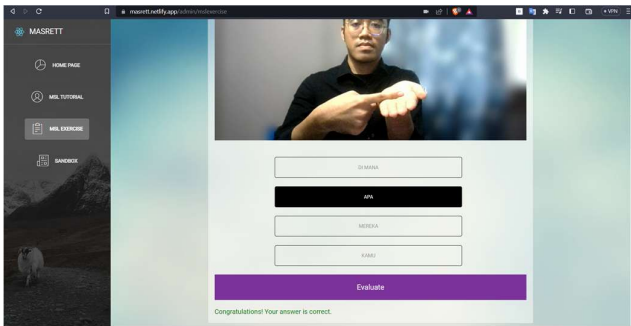 masrett.netlify.app/admin/mslexercise
VPN
MASRETT
HOME PAGE
MSL TUTORIAL
MSL EXERCISE
SANDBOX
DI MANA
APA
MEREKA
KAMU
Evaluate
Congratulations! Your answer is correct.